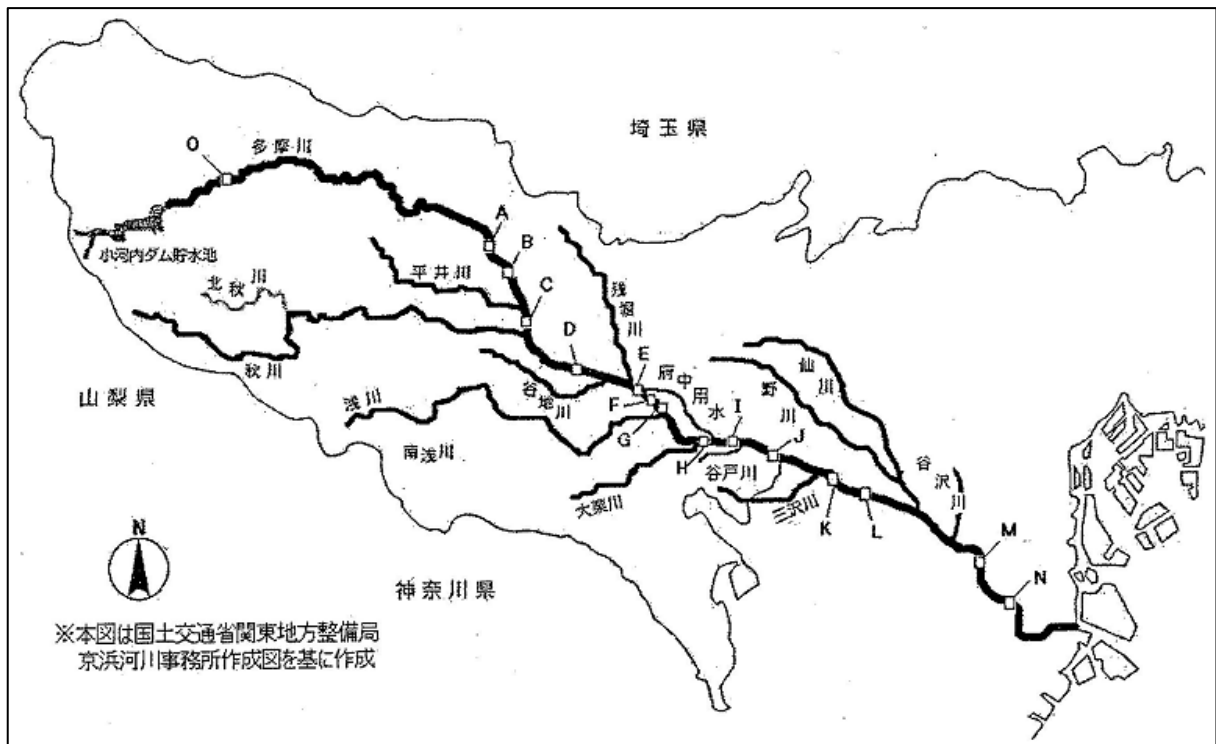 埼玉県
O
多摩川
A
小河内ダム貯水池
B
平井川
北秋川
C
残堀川
D
E
府中用水
仙川
野川
山梨県
秋川
浅川
谷地川
F
G
I
J
南浅川
H
谷戸川
谷沢川
大栗川
三沢川
K
L
M
N
N
神奈川県
※本図は国土交通省関東地方整備局
京浜河川事務所作成図を基に作成